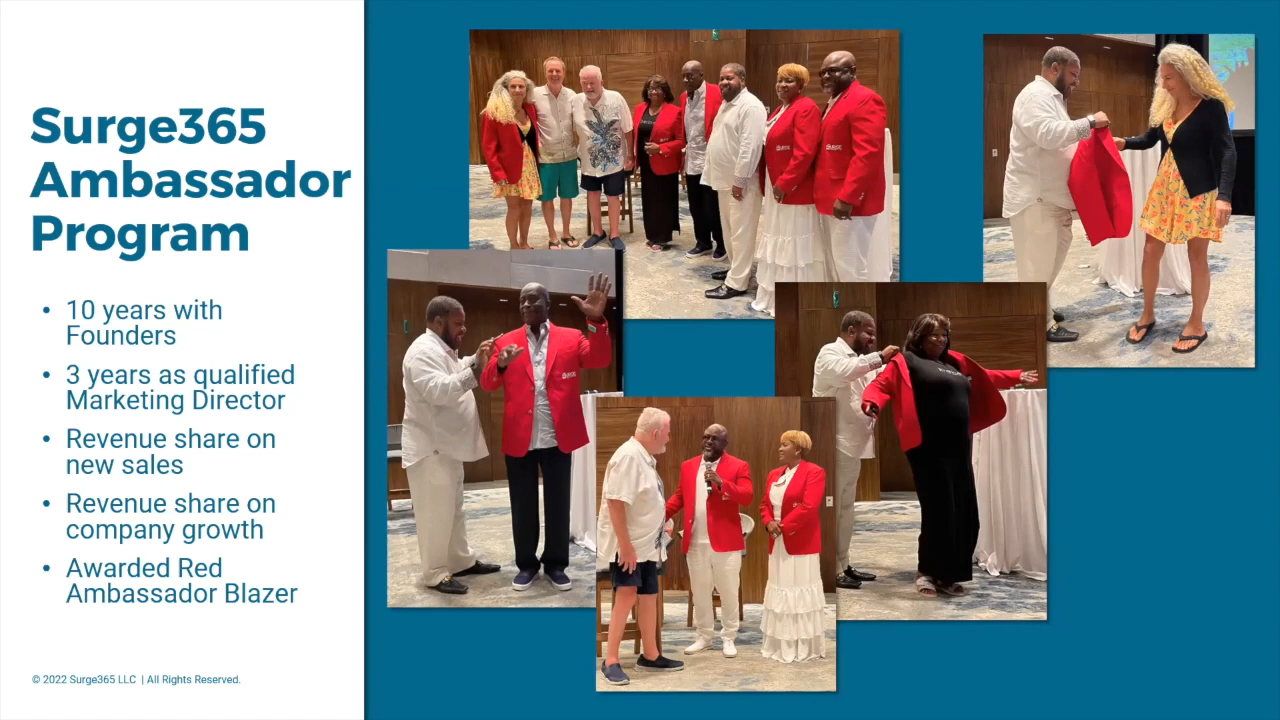 Surge365
Ambassador
Program
• 10 years with
Founders
• 3 years as qualified
Marketing Director
• Revenue share on
new sales
• Revenue share on
company growth
• Awarded Red
Ambassador Blazer
© 2022 Surge365 LLC | All Rights Reserved.